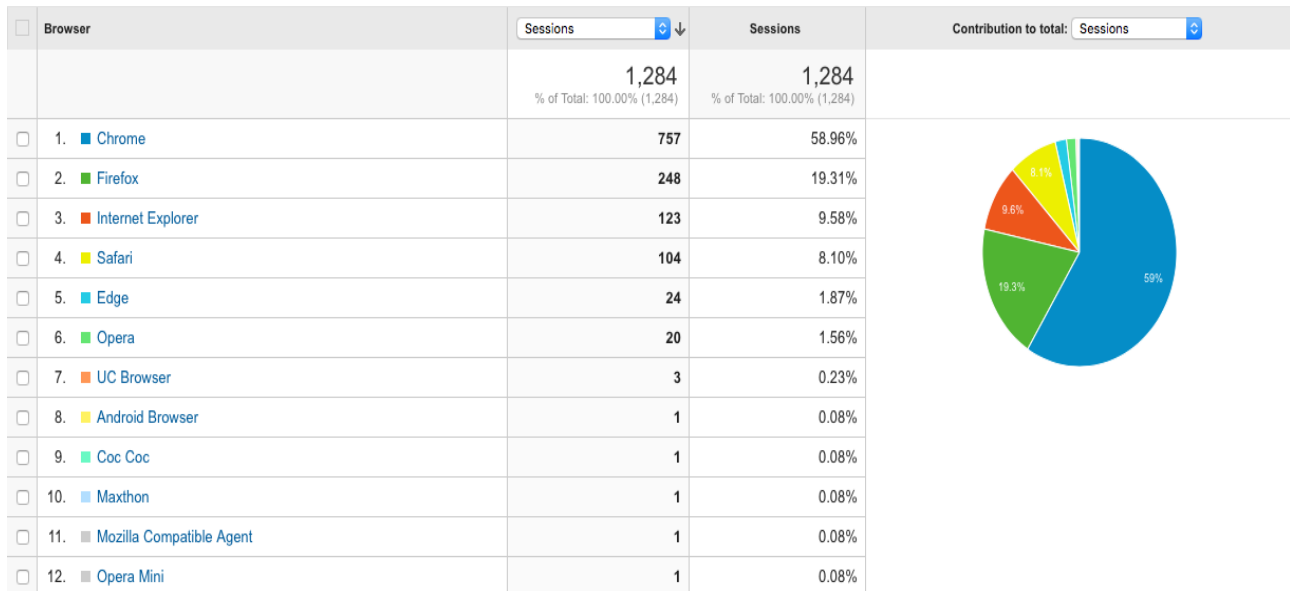 Browser Sessions Sessions Contribution to total: Sessions
1,284 1,284
% of Total: 100.00% (1,284) % of Total: 100.00% (1,284)
1. Chrome 757 58.96%
2. Firefox 248 19.31%
3. Internet Explorer 123 9.58%
4. Safari 104 8.10%
5. Edge 24 1.87%
6. Opera 20 1.56%
7. UC Browser 3 0.23%
8. Android Browser 1 0.08%
9. Coc Coc 1 0.08%
10. Maxthon 1 0.08%
11. Mozilla Compatible Agent 1 0.08%
12. Opera Mini 1 0.08%
8.1%
9.6%
59%
19.3%